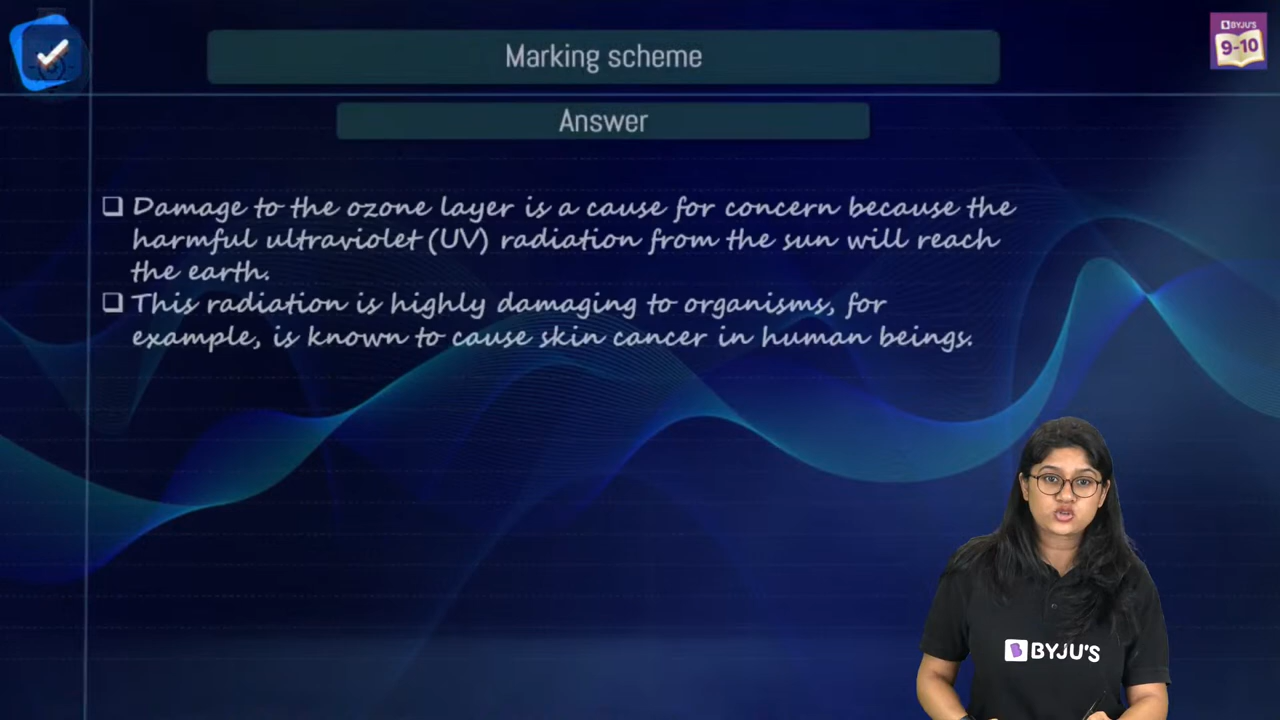 Marking scheme
BYJU'S
9-10
Answer
Damage to the ozone layer is a cause for concern because the
harmful ultraviolet (UV) radiation from the sun will reach
the earth.
This radiation is highly damaging to organisms, for
example, is known to cause skin cancer in human beings.
BYJU'S